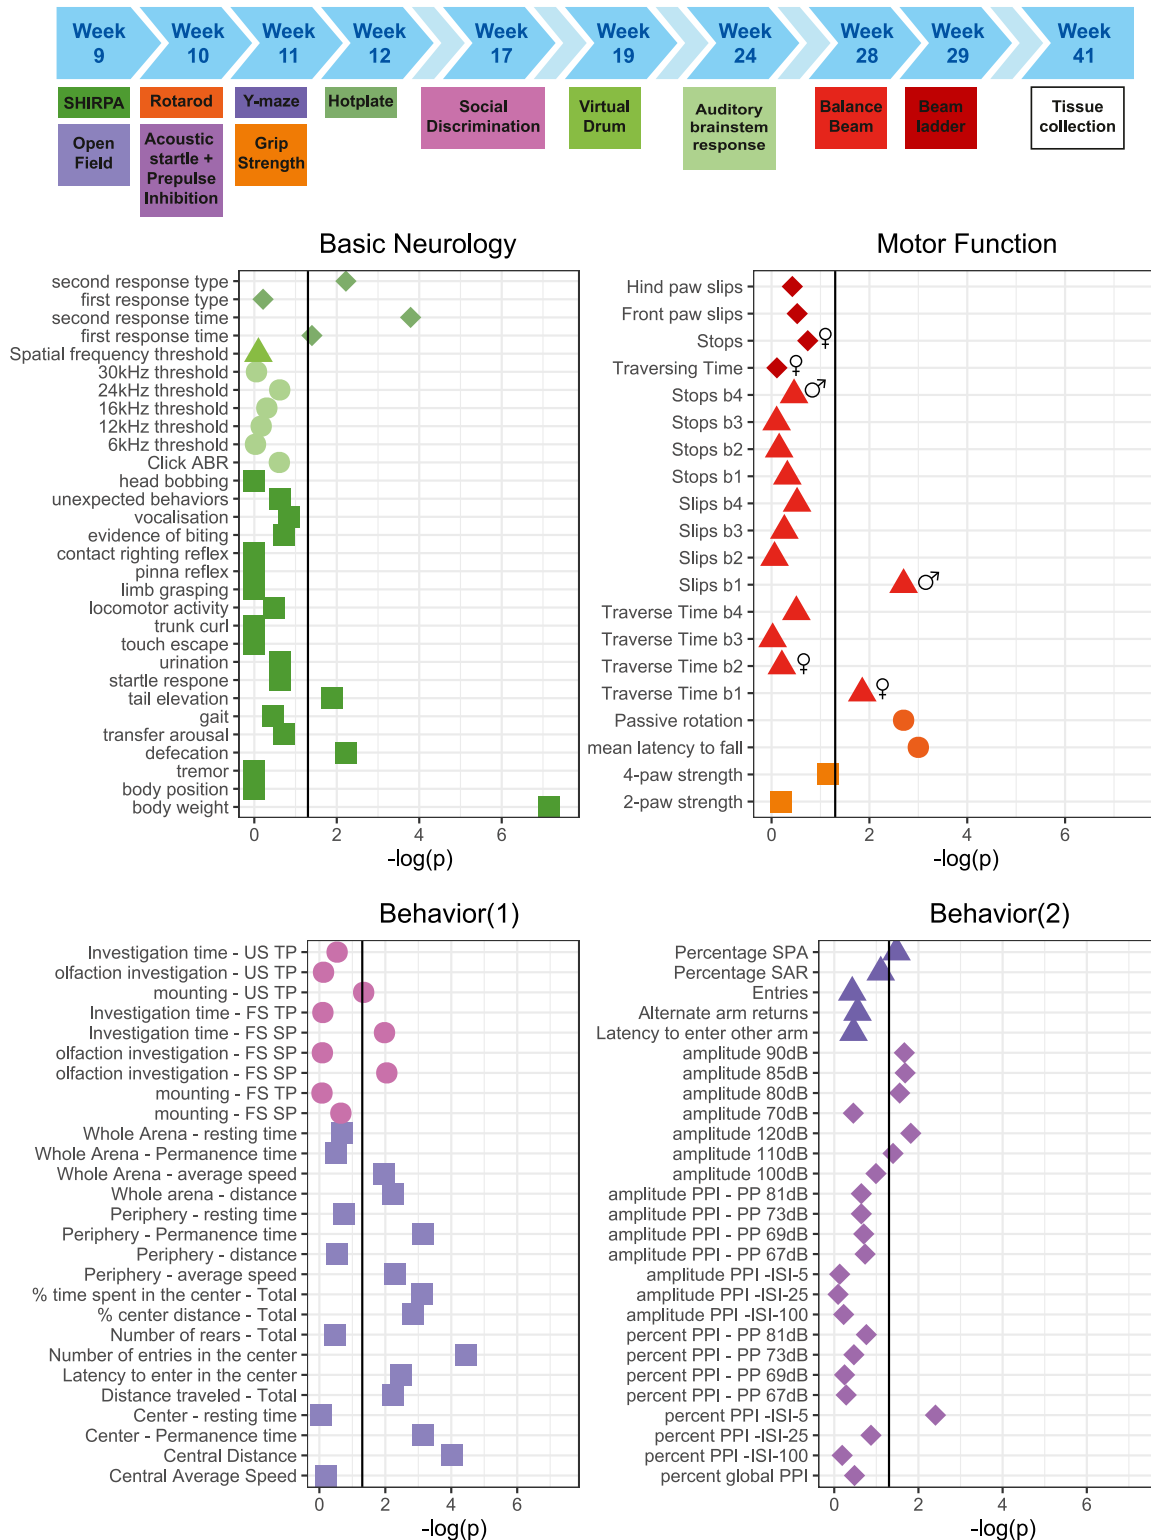 Week Week Week Week Week Week Week Week Week Week
9 10 11 12 17 19 24 28 29 41
SHIRPA
Open
Field
Rotarod
Acoustic
startle +
Prepulse
Inhibition
Y-maze
Grip
Strength
Hotplate
Social
Discrimination
Virtual
Drum
Auditory
brainstem
response
Balance
Beam
Beam
ladder
Tissue
collection
Basic Neurology
second response type
first response type
second response time
first response time
Spatial frequency threshold
30kHz threshold
24kHz threshold
16kHz threshold
12kHz threshold
6kHz threshold
Click ABR
head bobbing
unexpected behaviors
vocalisation
evidence of biting
contact righting reflex
pinna reflex
limb grasping
locomotor activity
trunk curl
touch escape
urination
startle respone
tail elevation
gait
transfer arousal
defecation
tremor
body position
body weight
0 2 4 6
-log(p)
Motor Function
Hind paw slips
Front paw slips
Stops ♀
Traversing Time ♀
Stops b4 ♂
Stops b3
Stops b2
Stops b1
Slips b4
Slips b3
Slips b2
Slips b1 ♂
Traverse Time b4
Traverse Time b3
Traverse Time b2 ♀
Traverse Time b1 ♀
Passive rotation
mean latency to fall
4-paw strength
2-paw strength
0 2 4 6
-log(p)
Behavior(1)
Investigation time - US TP
olfaction investigation - US TP
mounting - US TP
Investigation time - FS TP
Investigation time - FS SP
olfaction investigation - FS SP
olfaction investigation - FS SP
mounting - FS TP
mounting - FS SP
Whole Arena - resting time
Whole Arena - Permanence time
Whole Arena - average speed
Whole arena - distance
Periphery - resting time
Periphery - Permanence time
Periphery - distance
Periphery - average speed
% time spent in the center - Total
% center distance - Total
Number of rears - Total
Number of entries in the center
Latency to enter in the center
Distance traveled - Total
Center - resting time
Center - Permanence time
Central Distance
Central Average Speed
0 2 4 6
-log(p)
Behavior(2)
Percentage SPA
Percentage SAR
Entries
Alternate arm returns
Latency to enter other arm
amplitude 90dB
amplitude 85dB
amplitude 80dB
amplitude 70dB
amplitude 120dB
amplitude 110dB
amplitude 100dB
amplitude PPI - PP 81dB
amplitude PPI - PP 73dB
amplitude PPI - PP 69dB
amplitude PPI - PP 67dB
amplitude PPI -ISI-5
amplitude PPI -ISI-25
amplitude PPI -ISI-100
percent PPI - PP 81dB
percent PPI - PP 73dB
percent PPI - PP 69dB
percent PPI - PP 67dB
percent PPI -ISI-5
percent PPI -ISI-25
percent PPI -ISI-100
percent global PPI
0 2 4 6
-log(p)